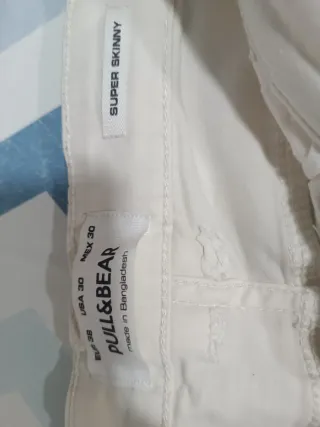 SUPER SKINNY
EUR 38 USA 30 MEX 30
PULL&BEAR
made in Bangladesh